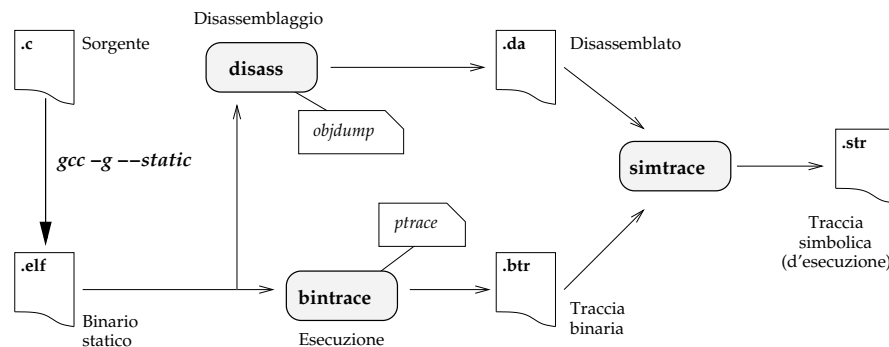 Disassemblaggio
.c
Sorgente
disass
.da
Disassemblato
objdump
gcc –g ––static
simtrace
.str
ptrace
Traccia
simbolica
(d'esecuzione)
.elf
bintrace
.btr
Binario
statico
Esecuzione
Traccia
binaria